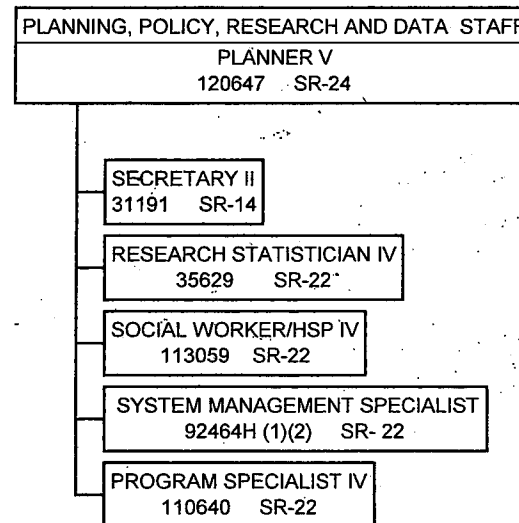 PLANNING, POLICY, RESEARCH AND DATA STAFF
PLANNER V
120647 SR-24
SECRETARY II
31191 SR-14
RESEARCH STATISTICIAN IV
35629 SR-22
SOCIAL WORKER/HSP IV
113059 SR-22
SYSTEM MANAGEMENT SPECIALIST
92464H (1)(2) SR- 22
PROGRAM SPECIALIST IV
110640 SR-22